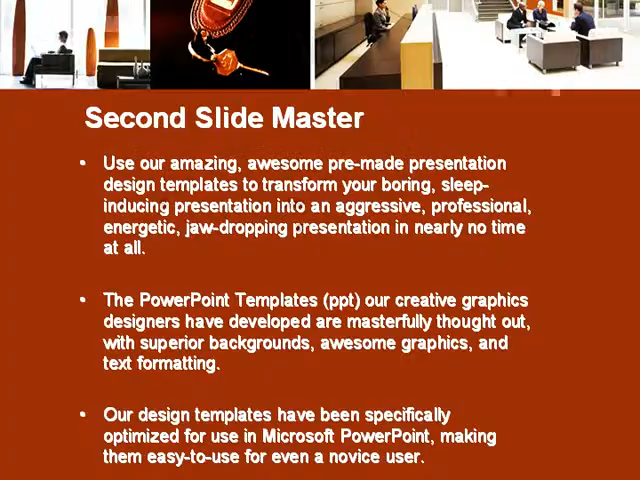 Second Slide Master
• Use our amazing, awesome pre-made presentation
design templates to transform your boring, sleep-
inducing presentation into an aggressive, professional,
energetic, jaw-dropping presentation in nearly no time
at all.
• The PowerPoint Templates (ppt) our creative graphics
designers have developed are masterfully thought out,
with superior backgrounds, awesome graphics, and
text formatting.
• Our design templates have been specifically
optimized for use in Microsoft PowerPoint, making
them easy-to-use for even a novice user.